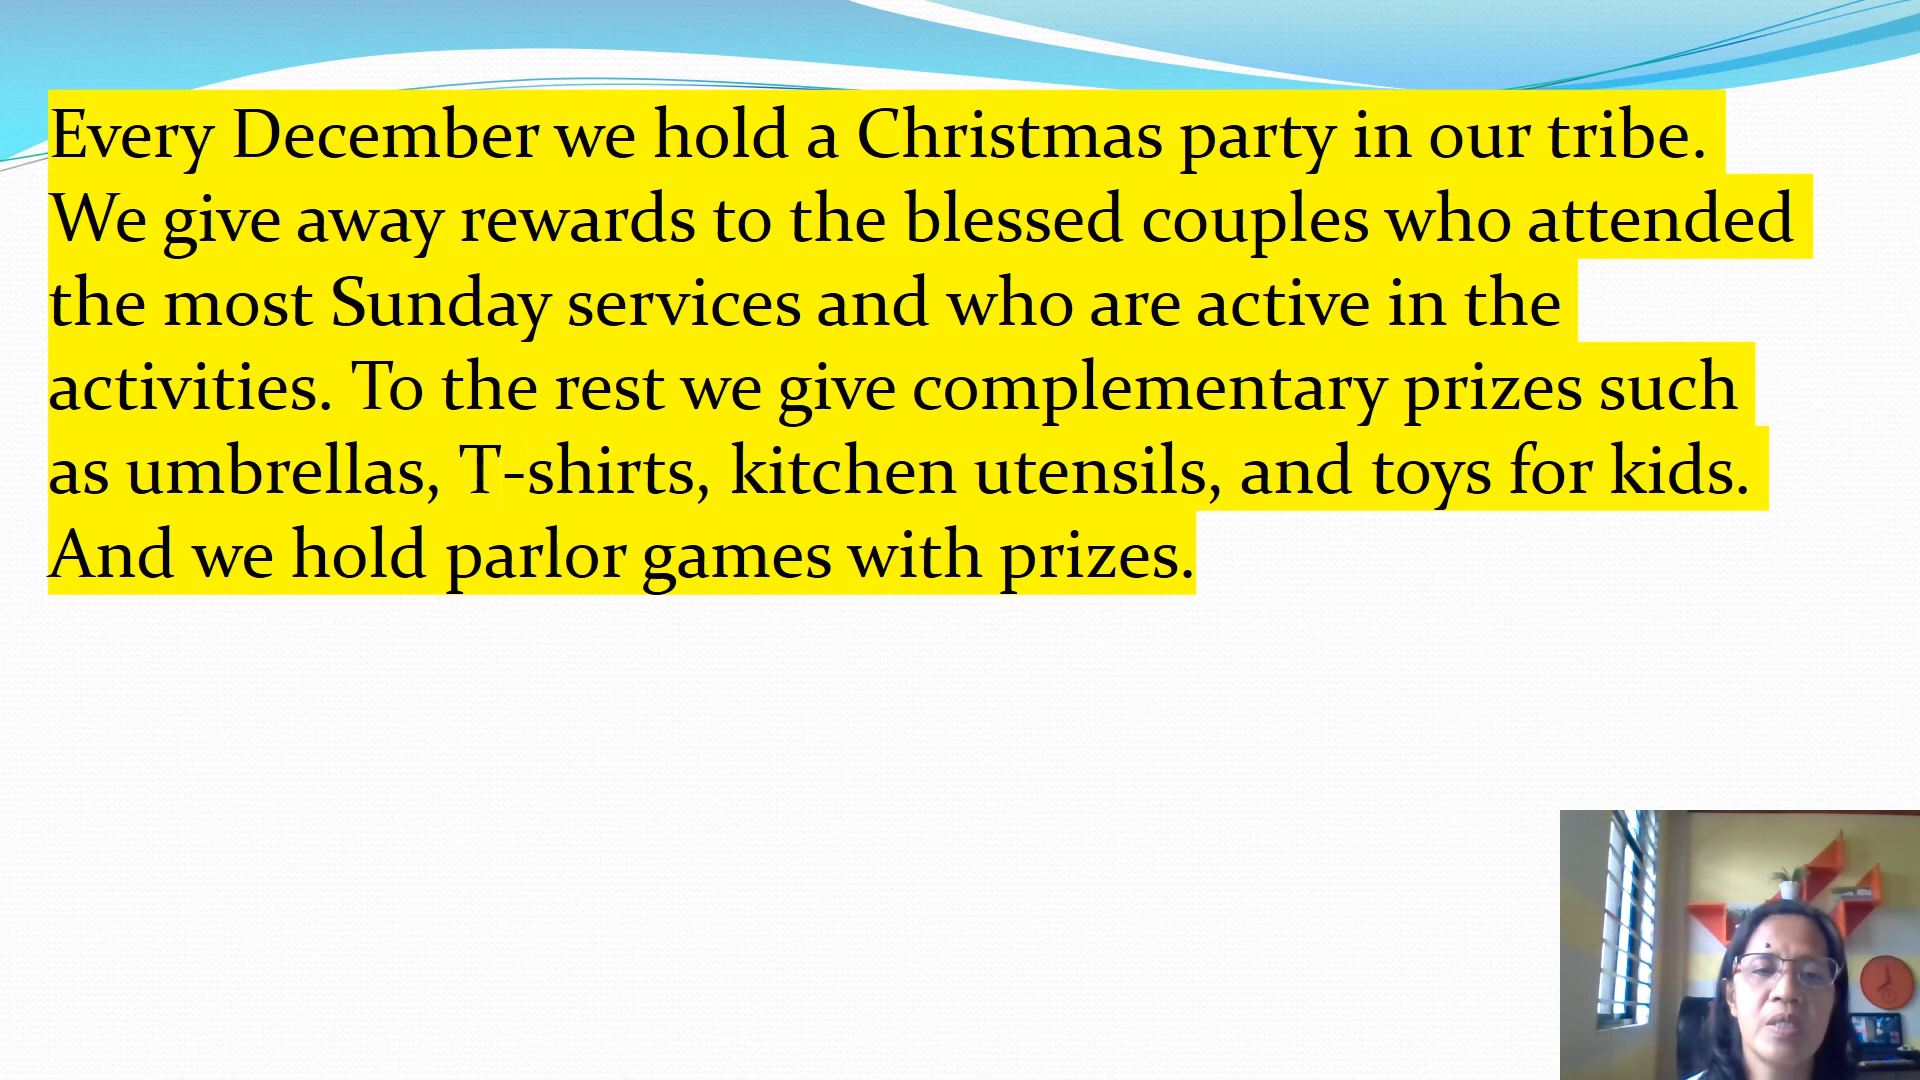 Every December we hold a Christmas party in our tribe.
We give away rewards to the blessed couples who attended
the most Sunday services and who are active in the
activities. To the rest we give complementary prizes such
as umbrellas, T-shirts, kitchen utensils, and toys for kids.
And we hold parlor games with prizes.